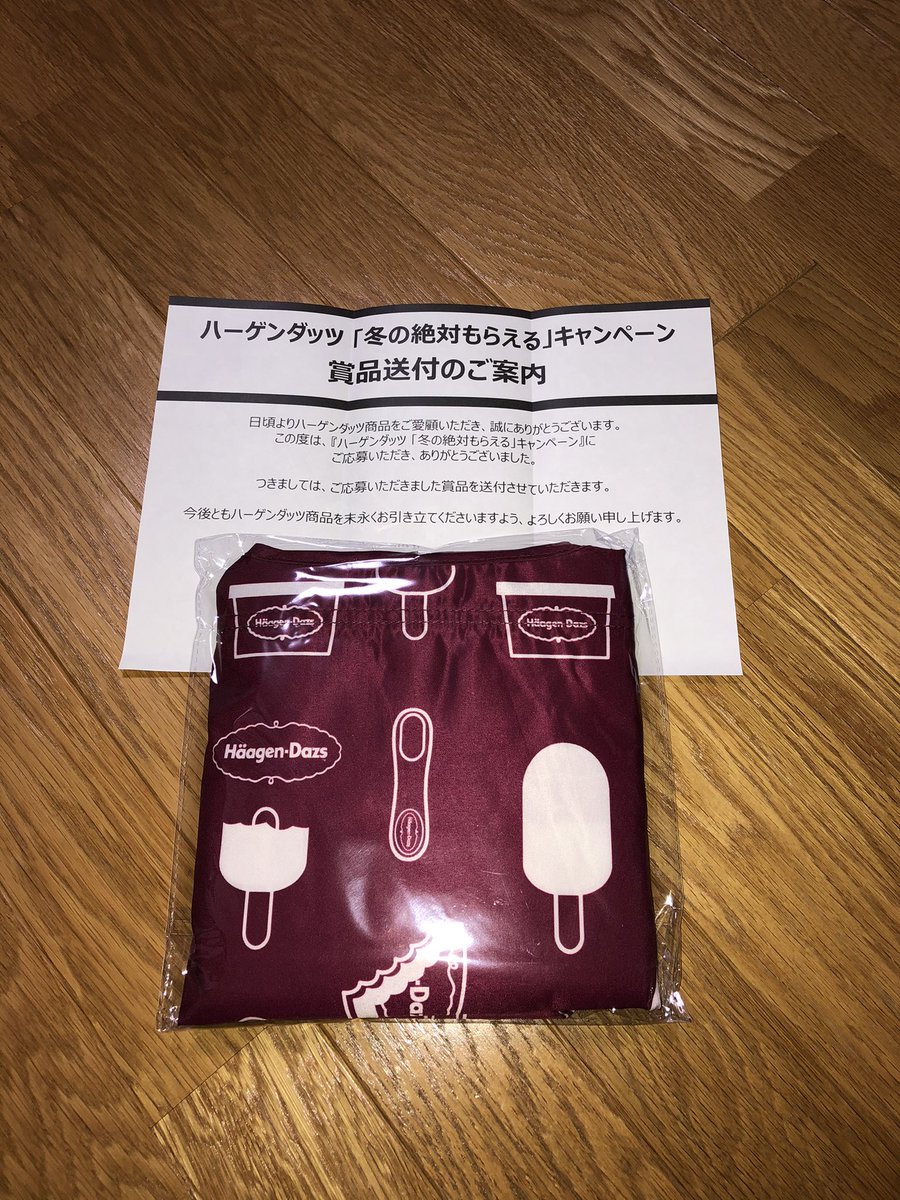 ハーゲンダッツ 「冬の絶対もらえる」キャンペーン
賞品送付のご案内
日頃よりハーゲンダッツ商品をご愛顧いただき、誠にありがとうございます。
この度は、『ハーゲンダッツ 「冬の絶対もらえる」キャンペーン』に
ご応募いただき、ありがとうございました。
つきましては、ご応募いただきました賞品を送付させていただきます。
今後ともハーゲンダッツ商品を末永くお引き立てくださいますよう、よろしくお願い申し上げます。
Häagen-Dazs
Häagen-Dazs
Häagen-Dazs
Häagen-Dazs